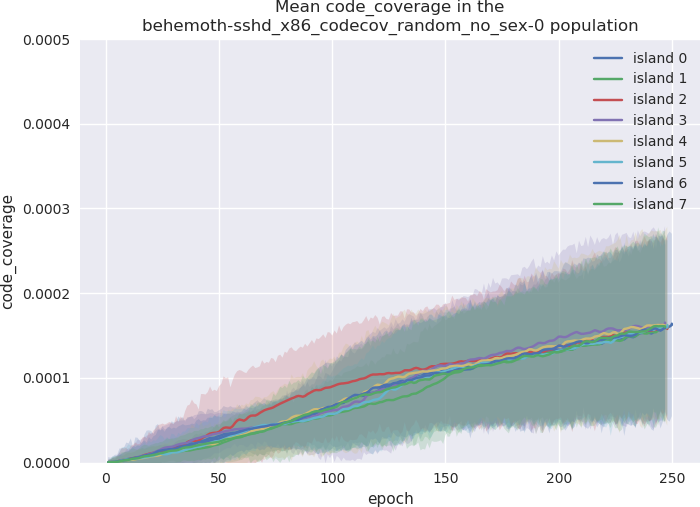 Mean code_coverage in the
behemoth-sshd_x86_codecov_random_no_sex-0 population
0.0005
0.0004
0.0003
0.0002
0.0001
0.0000
code_coverage
island 0
island 1
island 2
island 3
island 4
island 5
island 6
island 7
0
50
100
150
200
250
epoch